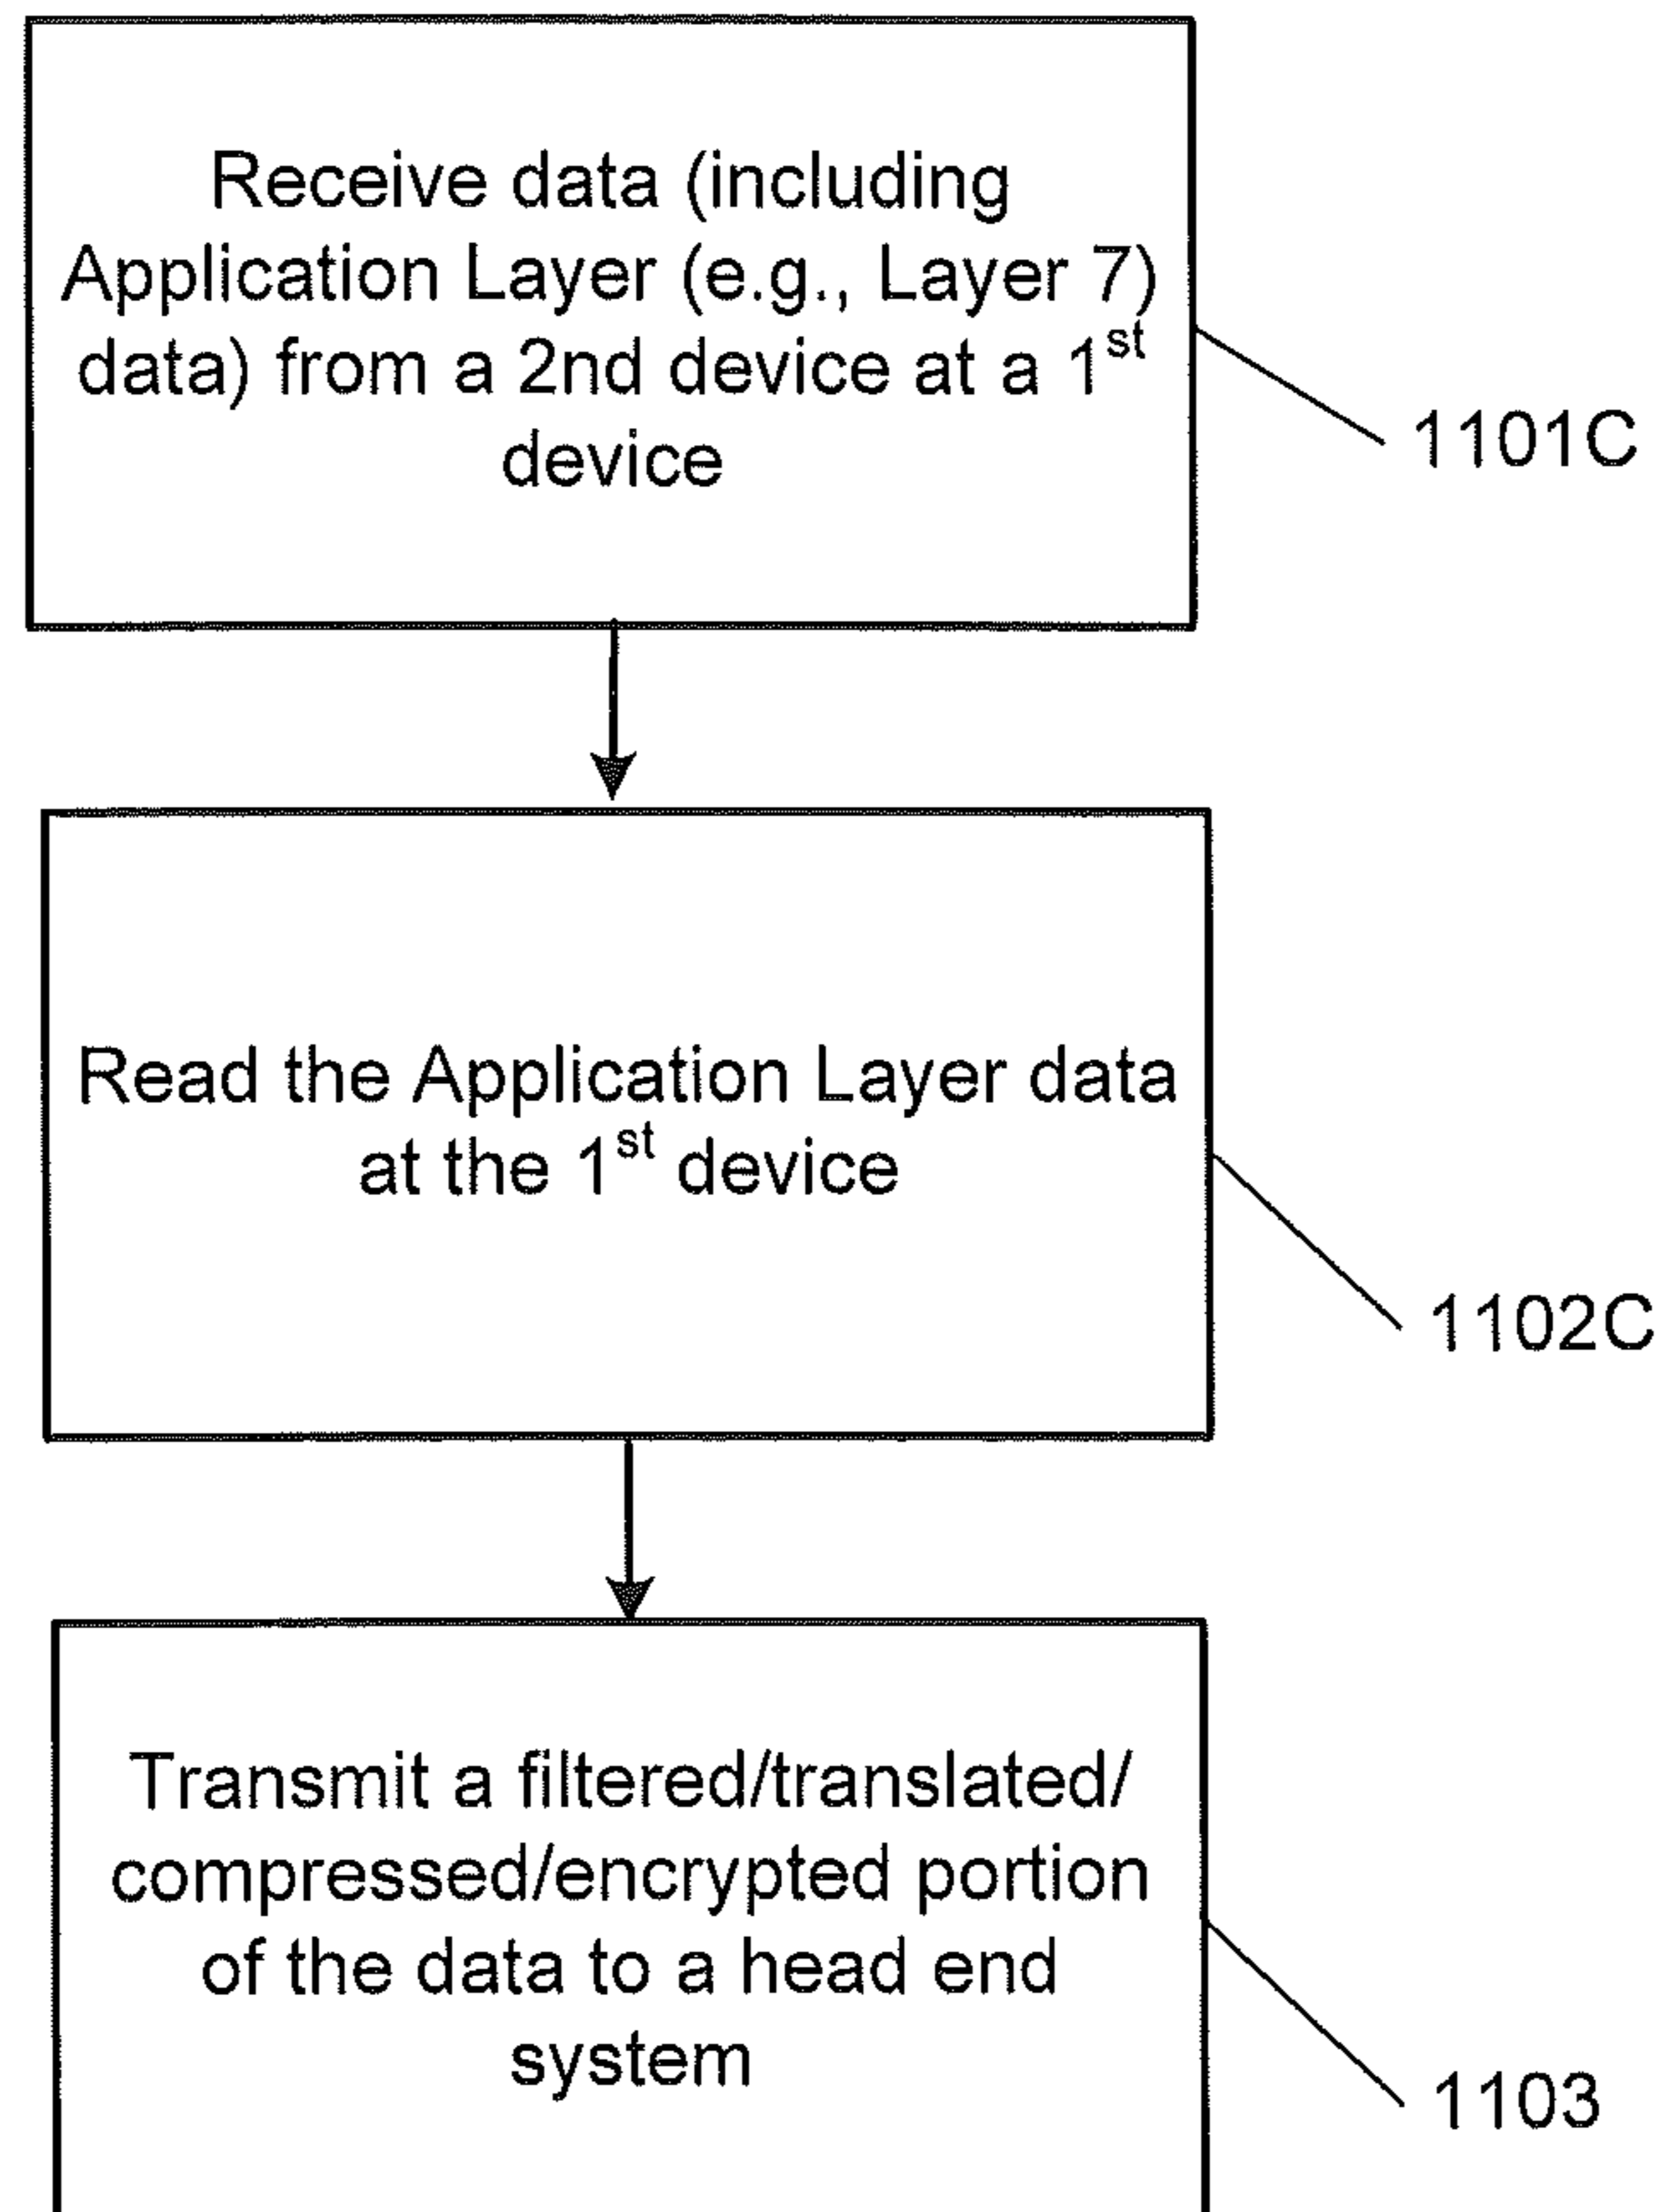 Receive data (including
Application Layer (e.g., Layer 7)
data) from a 2nd device at a 1st
device
1101C
Read the Application Layer data
at the 1st device
1102C
Transmit a filtered/translated/
compressed/encrypted portion
of the data to a head end
system
1103